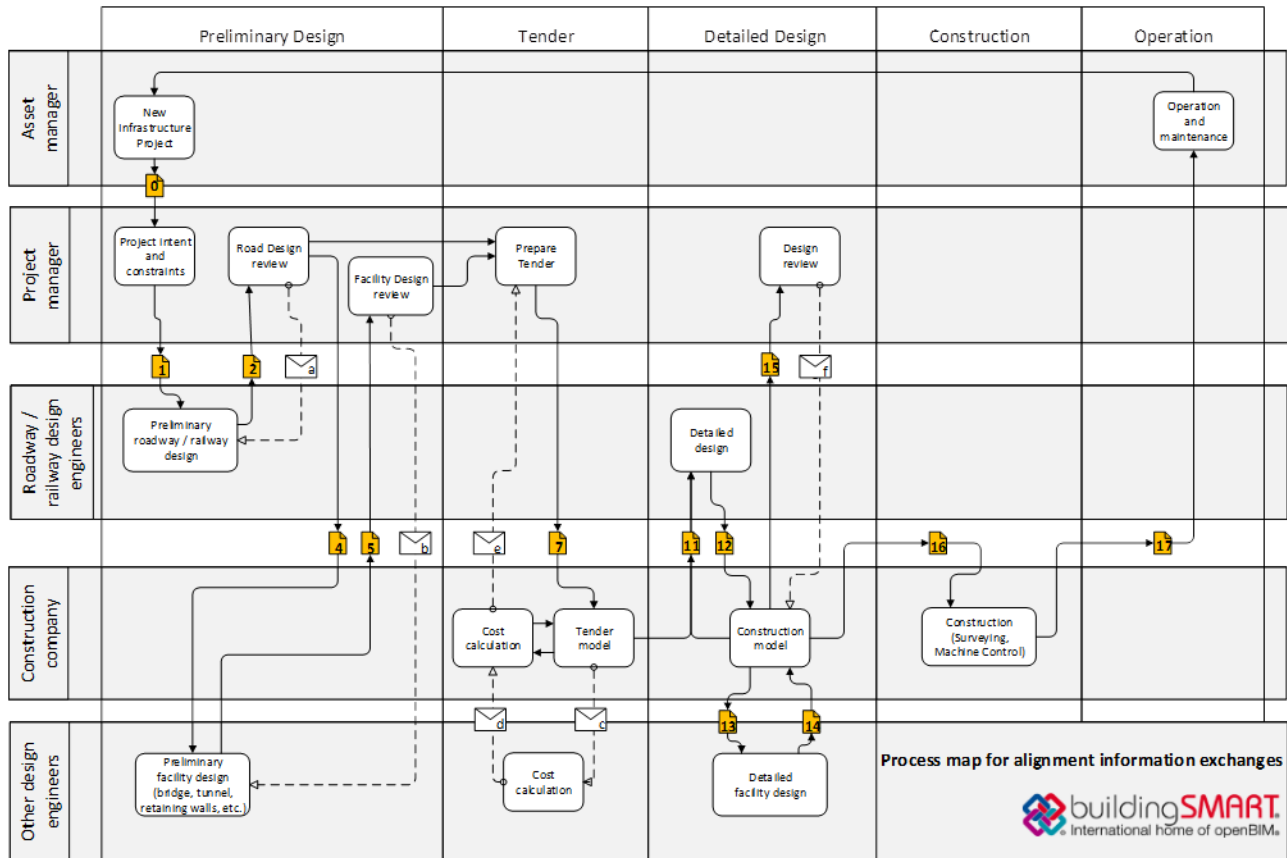 Preliminary Design
Tender
Detailed Design
Construction
Operation
Asset
manager
New
Infrastructure
Project
Operation
and
maintenance
0
Project manager
Project Intent
and
constraints
Road Design
review
Facility Design
review
Prepare
Tender
Design
review
1
2
a
15
f
Roadway /
railway design
engineers
Preliminary
roadway / railway
design
Detailed
design
4
5
b
e
7
11
12
16
17
Construction
company
Cost
calculation
Tender
model
Construction
model
Construction
(Surveying,
Machine Control)
d
c
13
14
Other design
engineers
Preliminary
facility design
(bridge, tunnel,
retaining walls, etc.)
Cost
calculation
Detailed
facility design
Process map for alignment information exchanges
buildingSMART®
International home of openBIM®